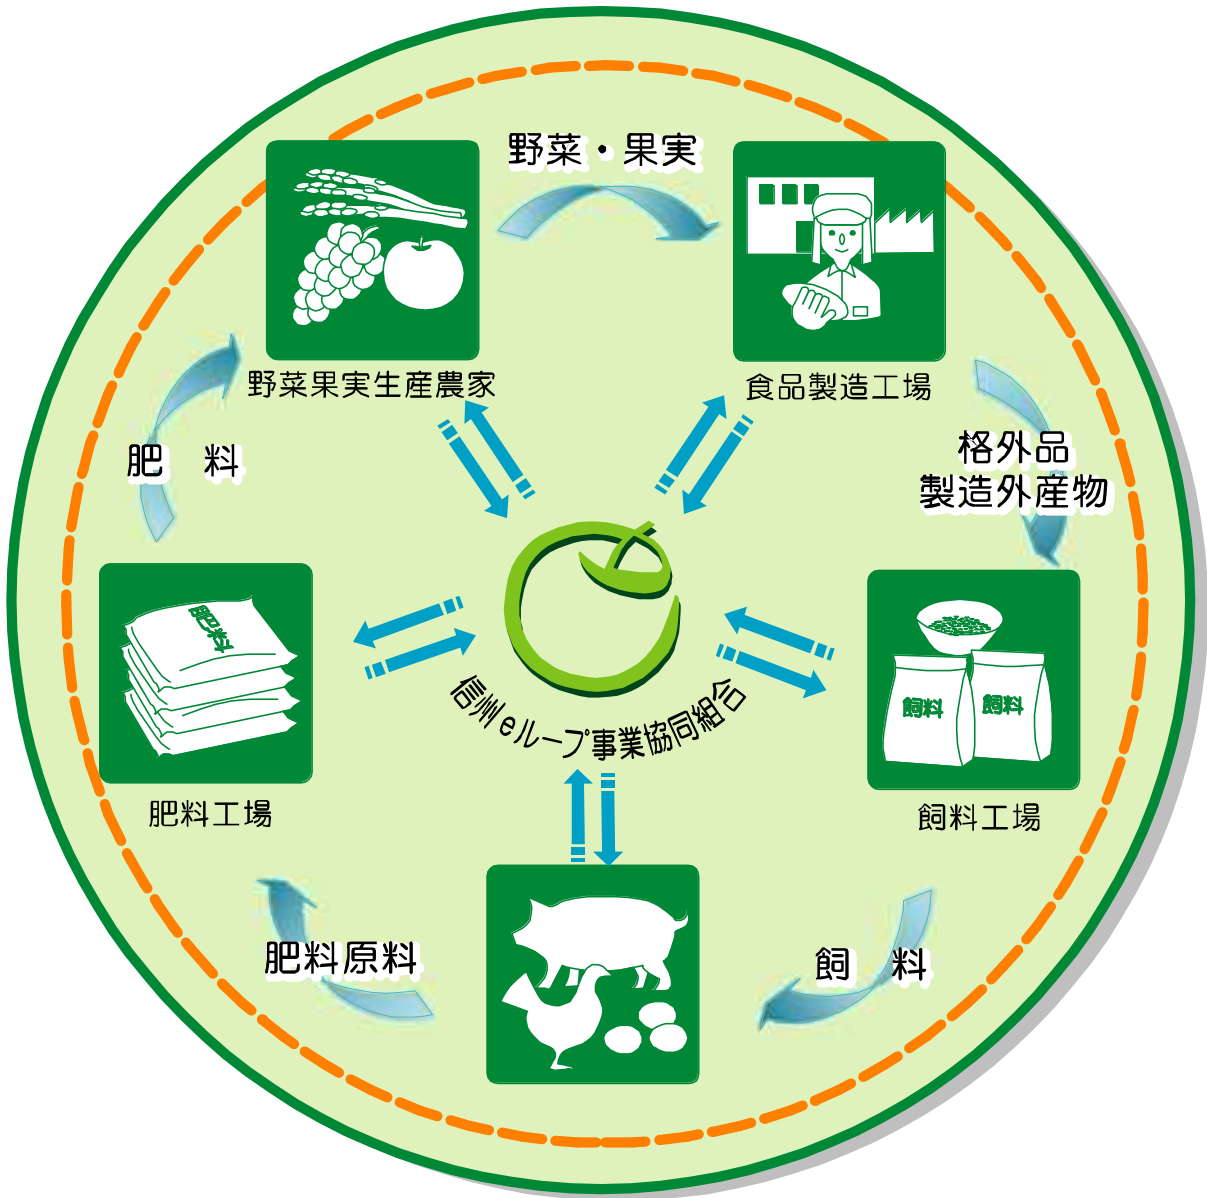 野菜・果実
野菜果実生産農家
食品製造工場
肥　料
格外品
製造外産物
肥料
飼料
飼料
信州eループ事業協同組合
肥料工場
飼料工場
肥料原料
飼　料